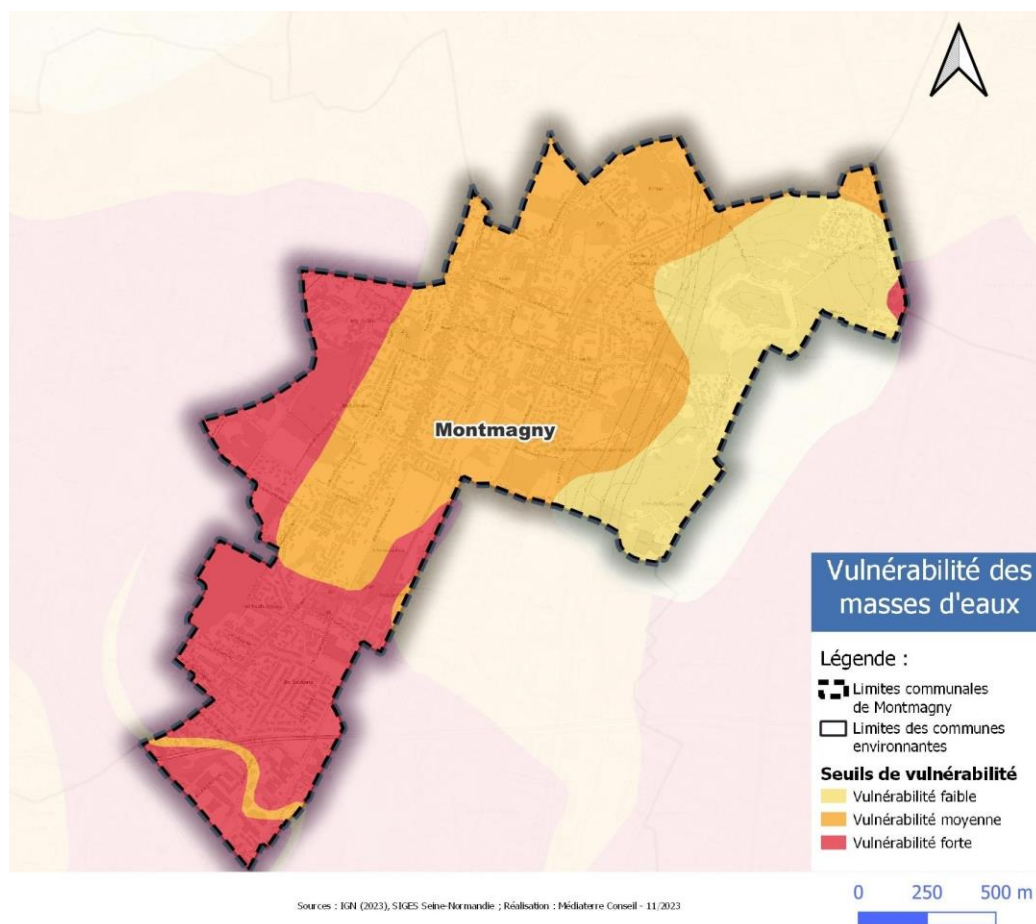 Montmagny
Vulnérabilité des
masses d'eaux
Légende :
Limites communales
de Montmagny
Limites des communes
environnantes
Seuils de vulnérabilité
Vulnérabilité faible
Vulnérabilité moyenne
Vulnérabilité forte
0 250 500 m
Sources : IGN (2023), SIGES Seine-Normandie ; Réalisation : Médiaterre Conseil - 11/2023